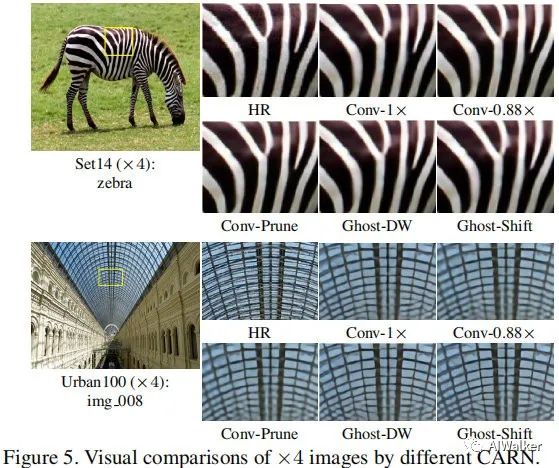 HR Conv-1× Conv-0.88×
Set14 (×4):
zebra
Conv-Prune Ghost-DW Ghost-Shift
HR Conv-1× Conv-0.88×
Urban100 (×4):
img_008
Conv-Prune Ghost-DW Ghost-Shift
AIWalker
Figure 5. Visual comparisons of ×4 images by different CARN.